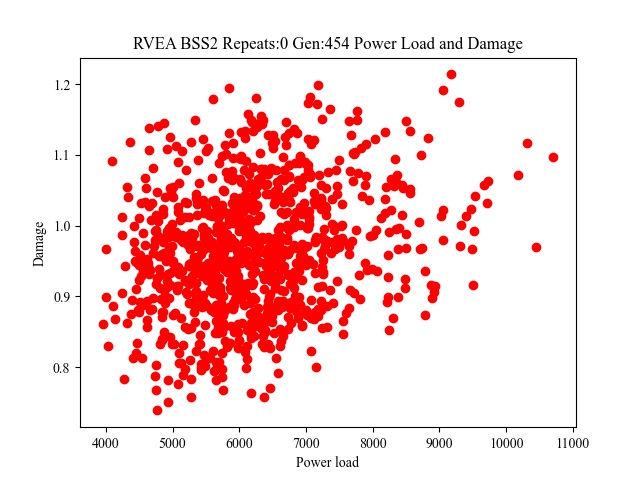 RVEA BSS2 Repeats:0 Gen:454 Power Load and Damage
1.2
1.1
1.0
0.9
0.8
Damage
4000 5000 6000 7000 8000 9000 10000 11000
Power load